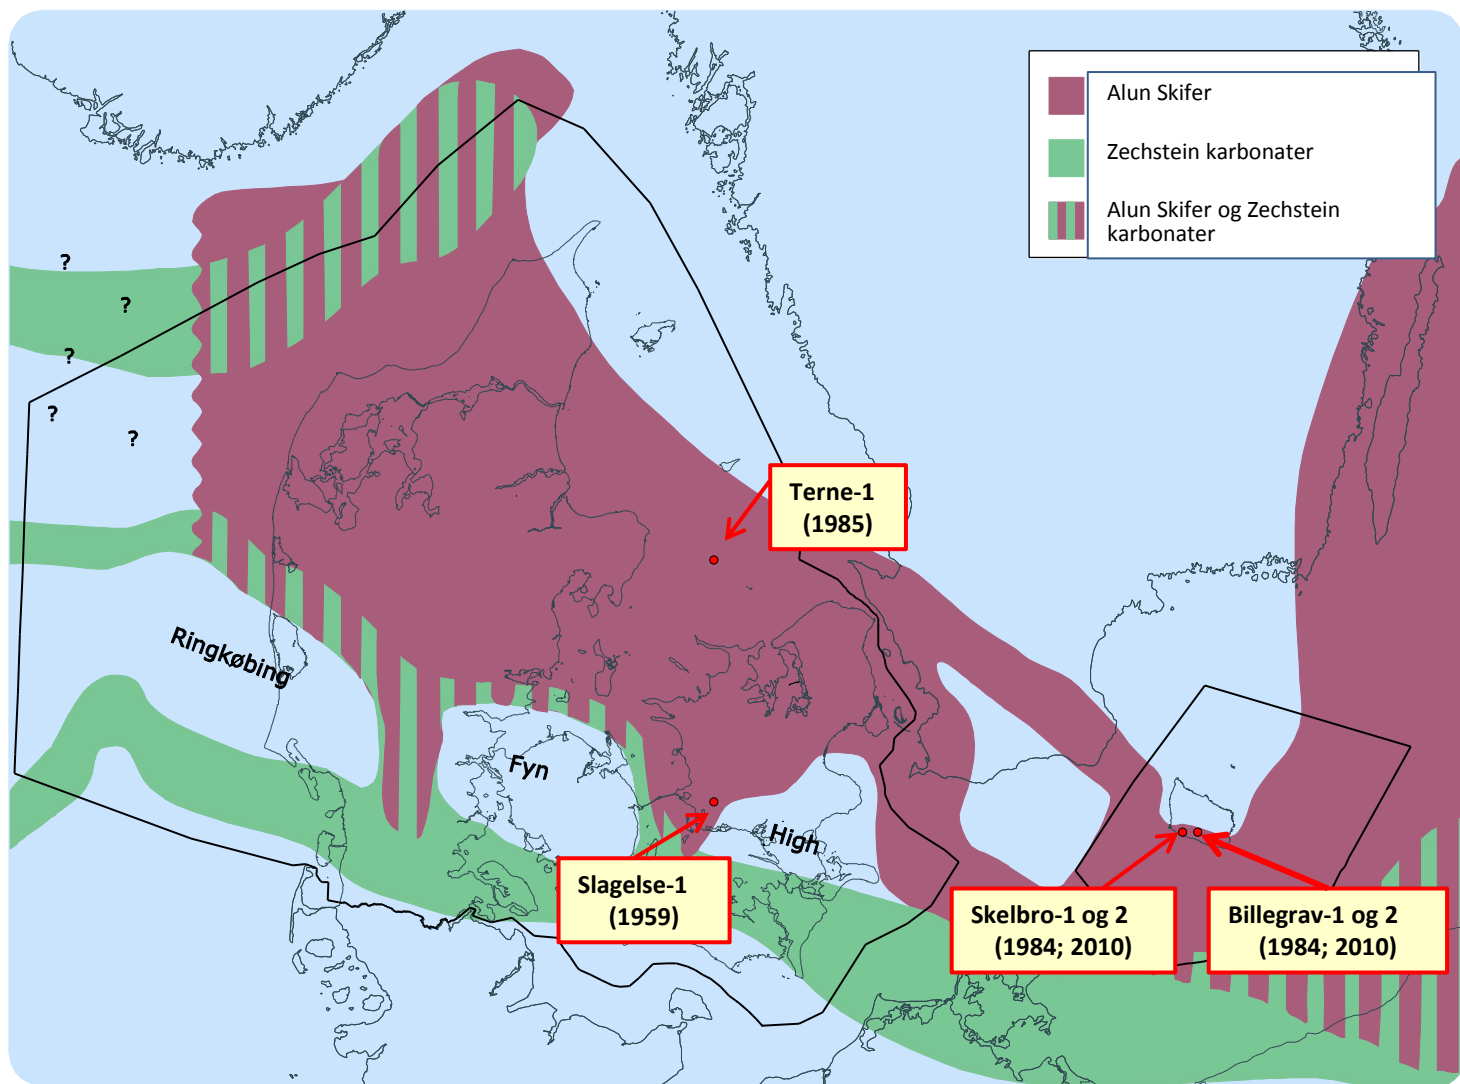 Alun Skifer
Zechstein karbonater
Alun Skifer og Zechstein
karbonater
?
?
?
?
?
Terne-1
(1985)
Ringkøbing
Fyn
High
Slagelse-1
(1959)
Skelbro-1 og 2
(1984; 2010)
Billegrav-1 og 2
(1984; 2010)